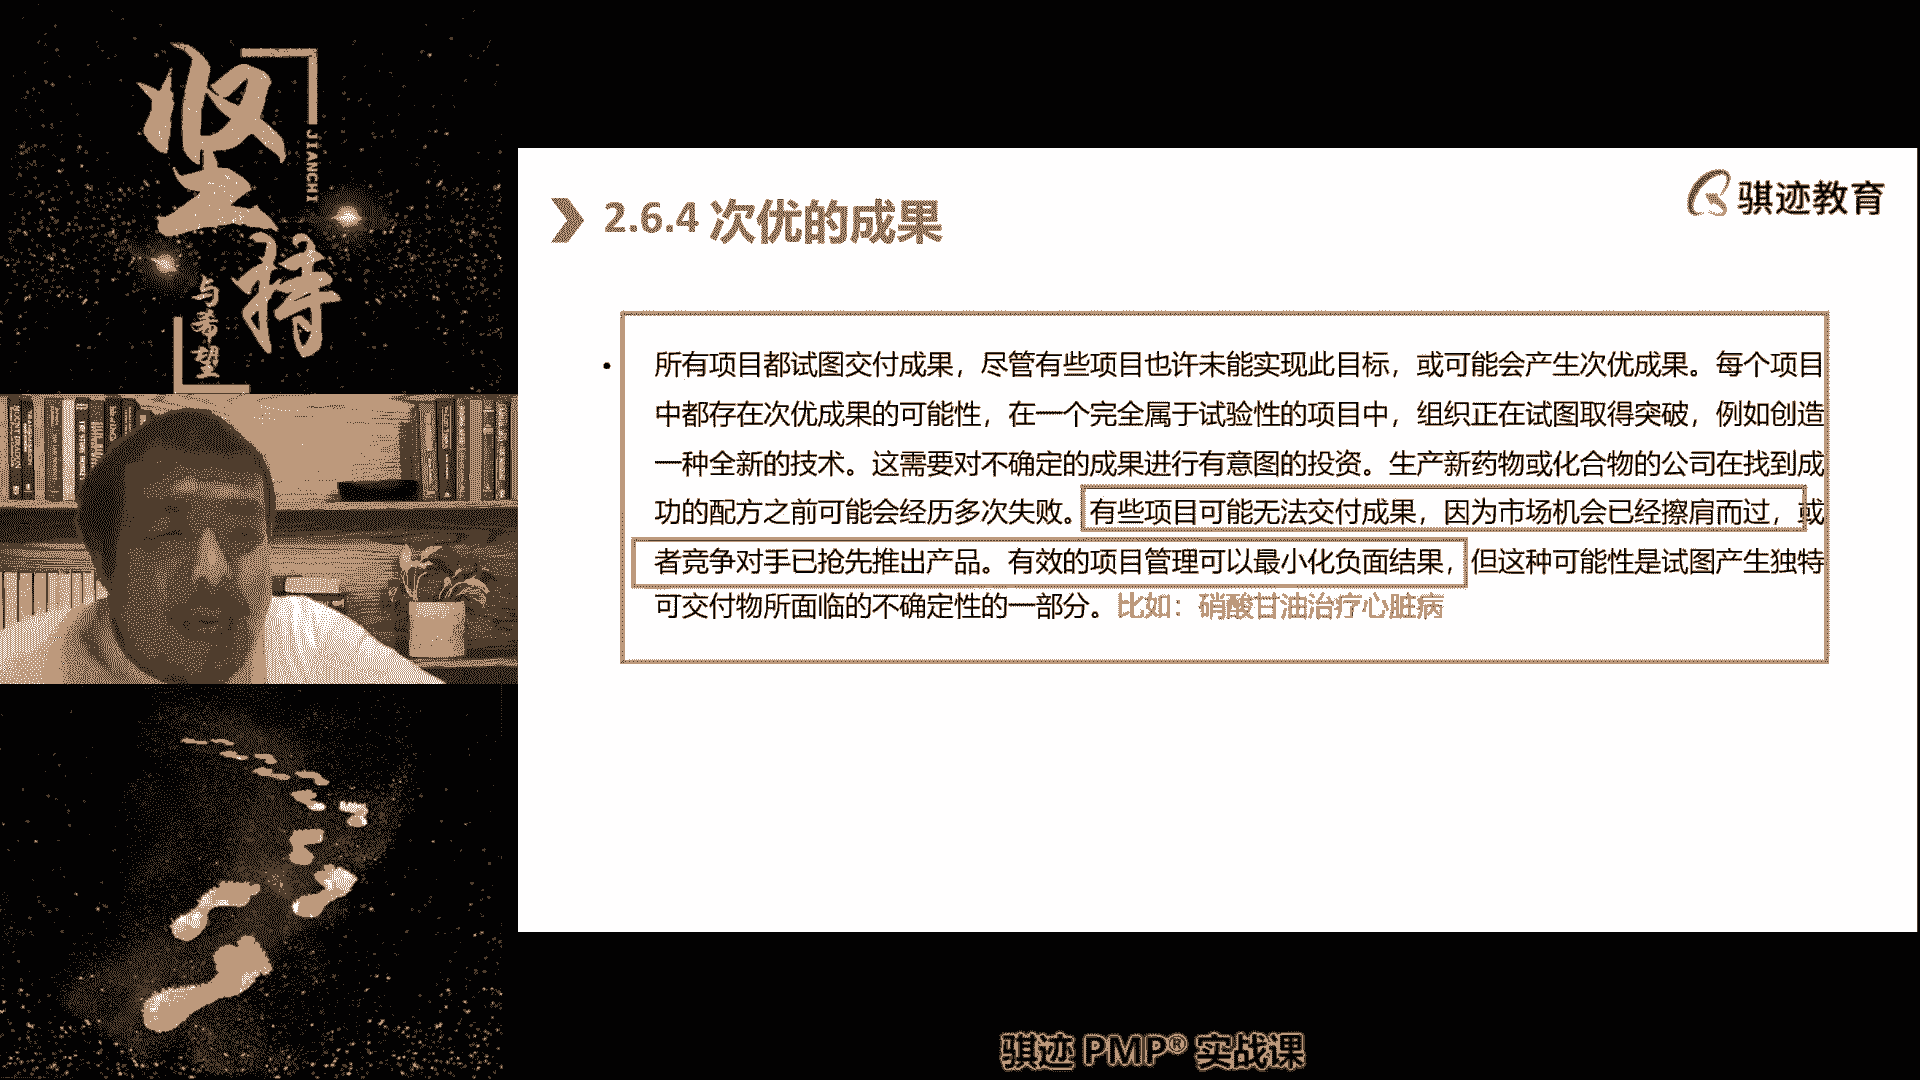 坚持
JIANCHI
与希望
骐迹教育
2.6.4 次优的成果
• 所有项目都试图交付成果，尽管有些项目也许未能实现此目标，或可能会产生次优成果。每个项目
中都存在次优成果的可能性，在一个完全属于试验性的项目中，组织正在试图取得突破，例如创造
一种全新的技术。这需要对不确定的成果进行有意图的投资。生产新药物或化合物的公司在找到成
功的配方之前可能会经历多次失败。有些项目可能无法交付成果，因为市场机会已经擦肩而过，或
者竞争对手已抢先推出产品。有效的项目管理可以最小化负面结果，但这种可能性是试图产生独特
可交付物所面临的不确定性的一部分。比如：硝酸甘油治疗心脏病
骐迹 PMP® 实战课